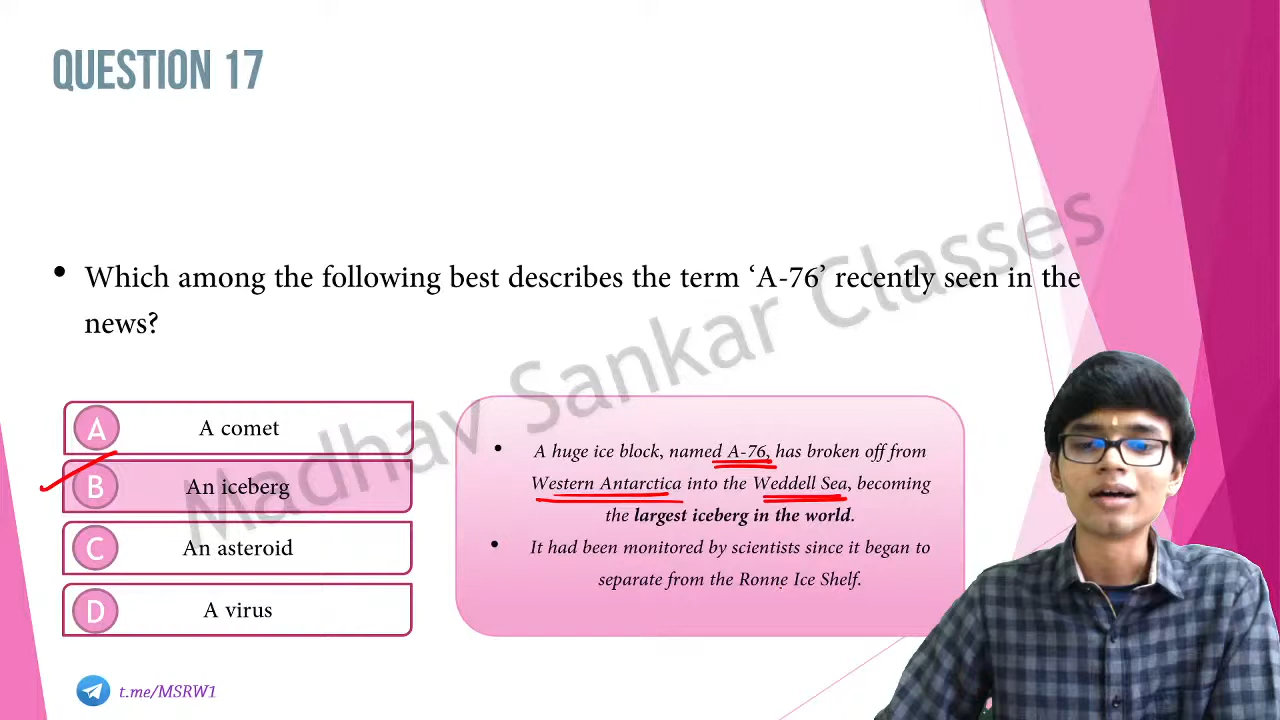 QUESTION 17
• Which among the following best describes the term ‘A-76’ recently seen in the
news?
A A comet
B An iceberg
C An asteroid
D A virus
• A huge ice block, named A-76, has broken off from
Western Antarctica into the Weddell Sea, becoming
the largest iceberg in the world.
• It had been monitored by scientists since it began to
separate from the Ronne Ice Shelf.
Madhav Sankar Classes
t.me/MSRW1